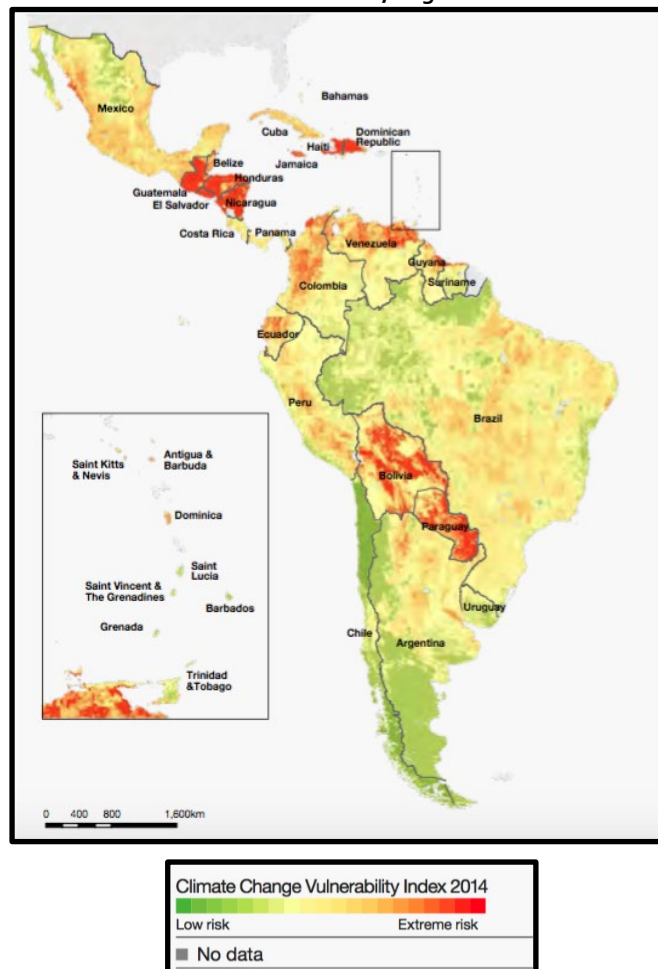 Bahamas
Mexico
Cuba
Dominican
Republic
Haiti
Jamaica
Belize
Honduras
Guatemala
El Salvador
Nicaragua
Costa Rica
Panama
Venezuela
Guyana
Suriname
Colombia
Ecuador
Peru
Brazil
Bolivia
Paraguay
Uruguay
Chile
Argentina
Saint Kitts
& Nevis
Antigua &
Barbuda
Dominica
Saint
Lucia
Saint Vincent &
The Grenadines
Barbados
Grenada
Trinidad
&Tobago
0 400 800 1,600km
Climate Change Vulnerability Index 2014
Low risk Extreme risk
No data